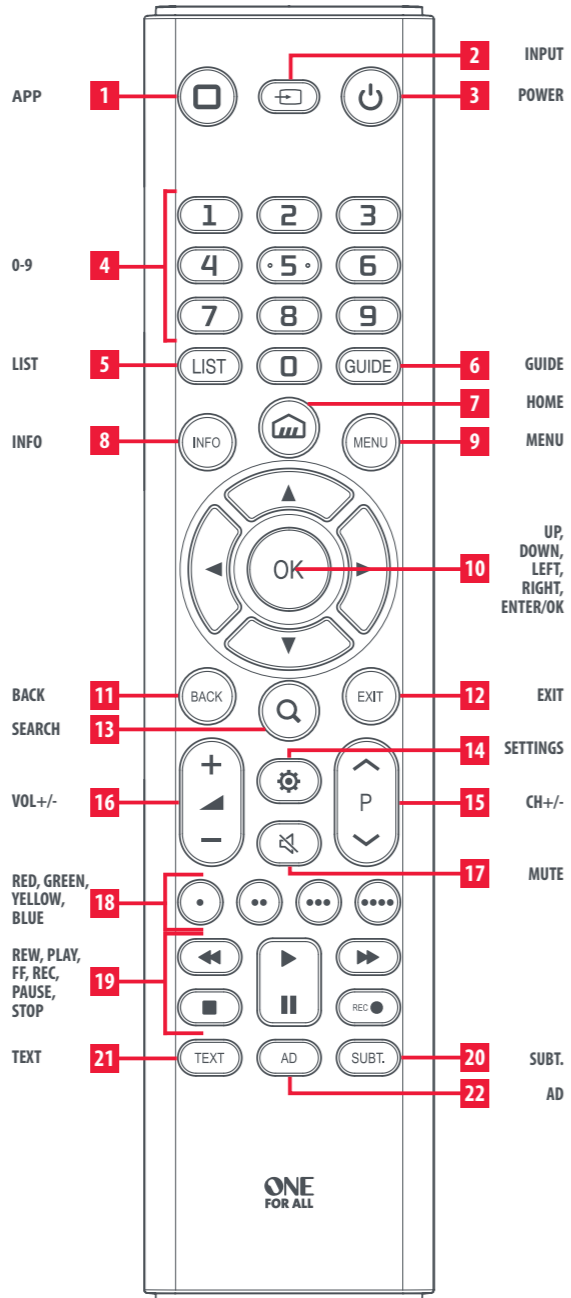 2 INPUT
APP 1
3 POWER
1 2 3
0-9 4
4 5 6
7 8 9
LIST 5 LIST 0 GUIDE 6 GUIDE
7 HOME
INFO 8 INFO MENU 9 MENU
OK 10
UP,
DOWN,
LEFT,
RIGHT,
ENTER/OK
BACK 11 BACK EXIT 12 EXIT
SEARCH 13
14 SETTINGS
VOL+/- 16 + − P 15 CH+/-
17 MUTE
RED, GREEN,
YELLOW,
BLUE
18
REW, PLAY,
FF, REC,
PAUSE,
STOP
19
REC
TEXT 21 TEXT AD SUBT. 20 SUBT.
22 AD
ONE
FOR ALL